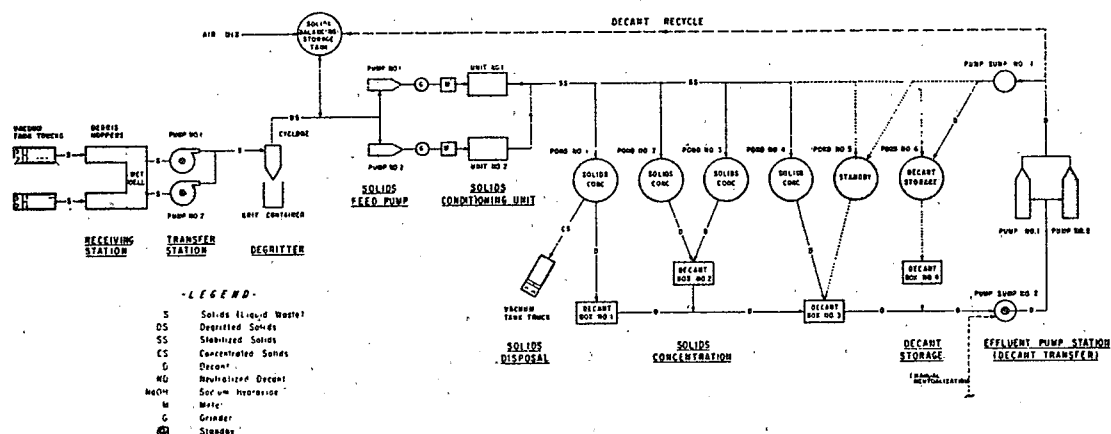 DECANT RECYCLE
AIR MIX
SOLIDS
BALANCING
STORAGE
TANK
PUMP NO.1
UNIT NO.1
PUMP SUMP NO. 1
SS
SS
G
M
DS
VACUUM
TANK TRUCKS
DEBRIS
HOPPERS
PUMP NO.1
CYCLONE
S
S
S
S
S
S
WET
WELL
PUMP NO.2
GRIT CONTAINER
G
M
PUMP NO.2
UNIT NO.2
POND NO. 1
POND NO. 2
POND NO. 3
POND NO. 4
POND NO. 5
POND NO. 6
SOLIDS
CONC
SOLIDS
CONC
SOLIDS
CONC
SOLIDS
CONC
STANDBY
DECANT
STORAGE
PUMP NO.1
PUMP NO.2
SOLIDS
FEED PUMP
SOLIDS
CONDITIONING UNIT
RECEIVING
STATION
TRANSFER
STATION
DEGRITTER
CS
D
D
D
D
DECANT
BOX NO.2
DECANT
BOX NO.4
VACUUM
TANK TRUCK
DECANT
BOX NO.1
DECANT
BOX NO.3
PUMP SUMP NO. 2
D
D
D
D
SOLIDS
DISPOSAL
SOLIDS
CONCENTRATION
DECANT
STORAGE
EFFLUENT PUMP STATION
(DECANT TRANSFER)
(MANUAL
NEUTRALIZATION)
-LEGEND-
S Solids (Liquid Waste)
DS Degritted Solids
SS Stabilized Solids
CS Concentrated Solids
D Decant
ND Neutralized Decant
NaOH Sodium Hydroxide
M Meter
G Grinder
Standby